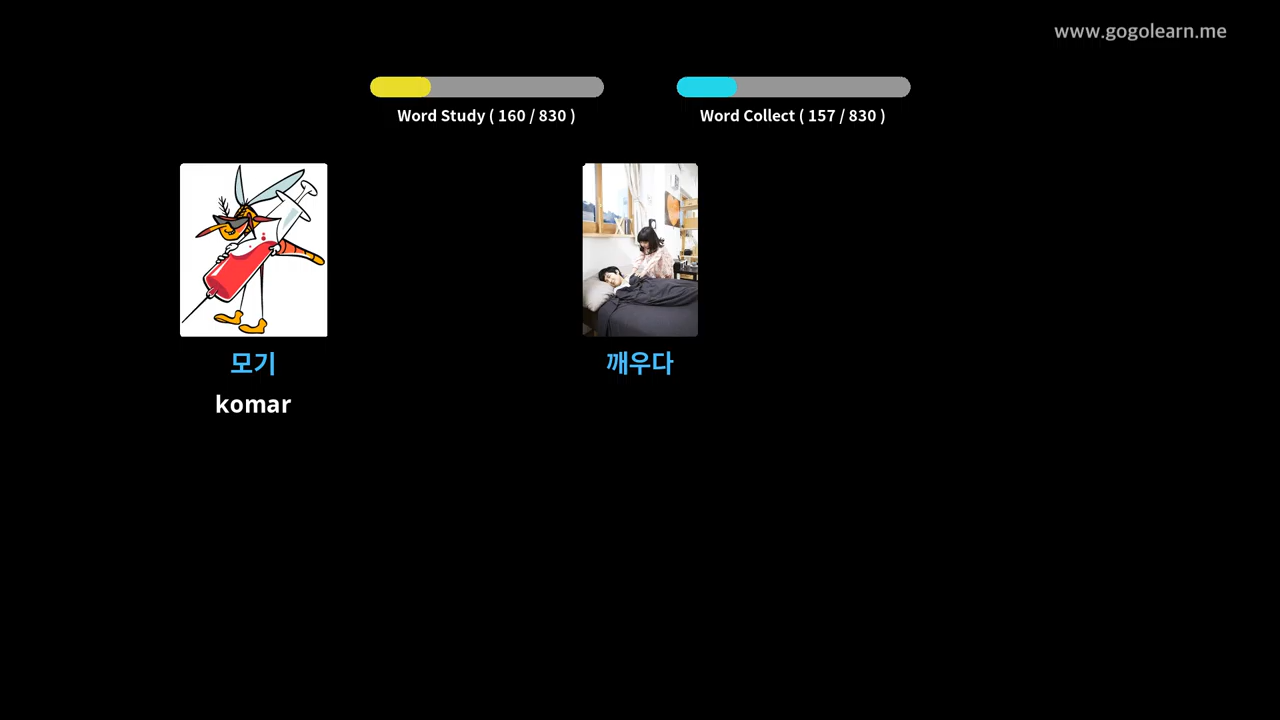 www.gogolearn.me
Word Study ( 160 / 830 )
Word Collect ( 157 / 830 )
모기
깨우다
komar